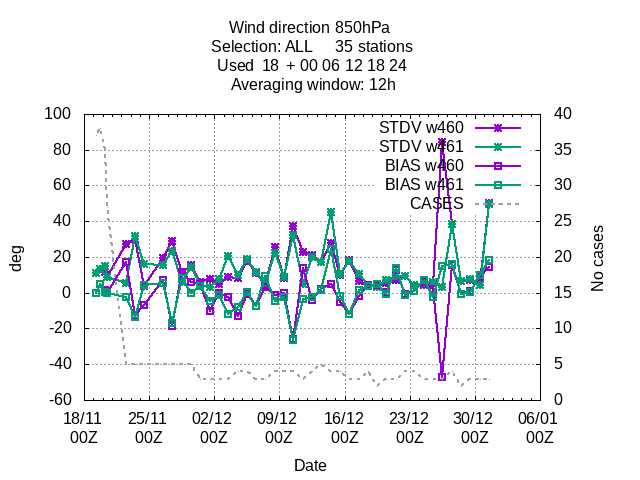 Wind direction 850hPa
Selection: ALL 35 stations
Used 18 + 00 06 12 18 24
Averaging window: 12h
100 40
80 35
60 30
40 25
20 20
0 15
-20 10
-40 5
-60 0
deg
No cases
STDV w460
STDV w461
BIAS w460
BIAS w461
CASES
18/11 25/11 02/12 09/12 16/12 23/12 30/12 06/01
00Z 00Z 00Z 00Z 00Z 00Z 00Z 00Z
Date